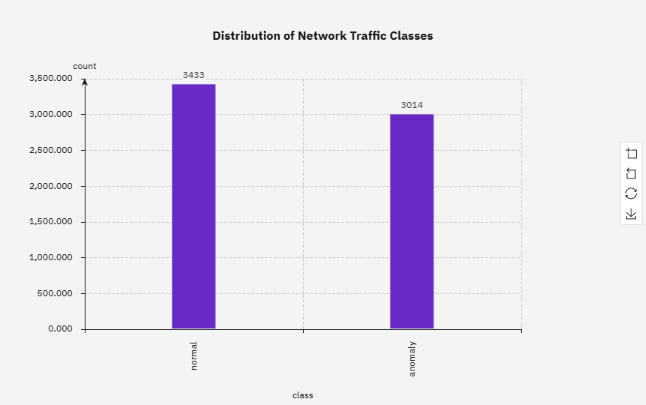 Distribution of Network Traffic Classes
count
3,500.000
3433
3,000.000
3014
2,500.000
2,000.000
1,500.000
1,000.000
500.000
0.000
normal
anomaly
class